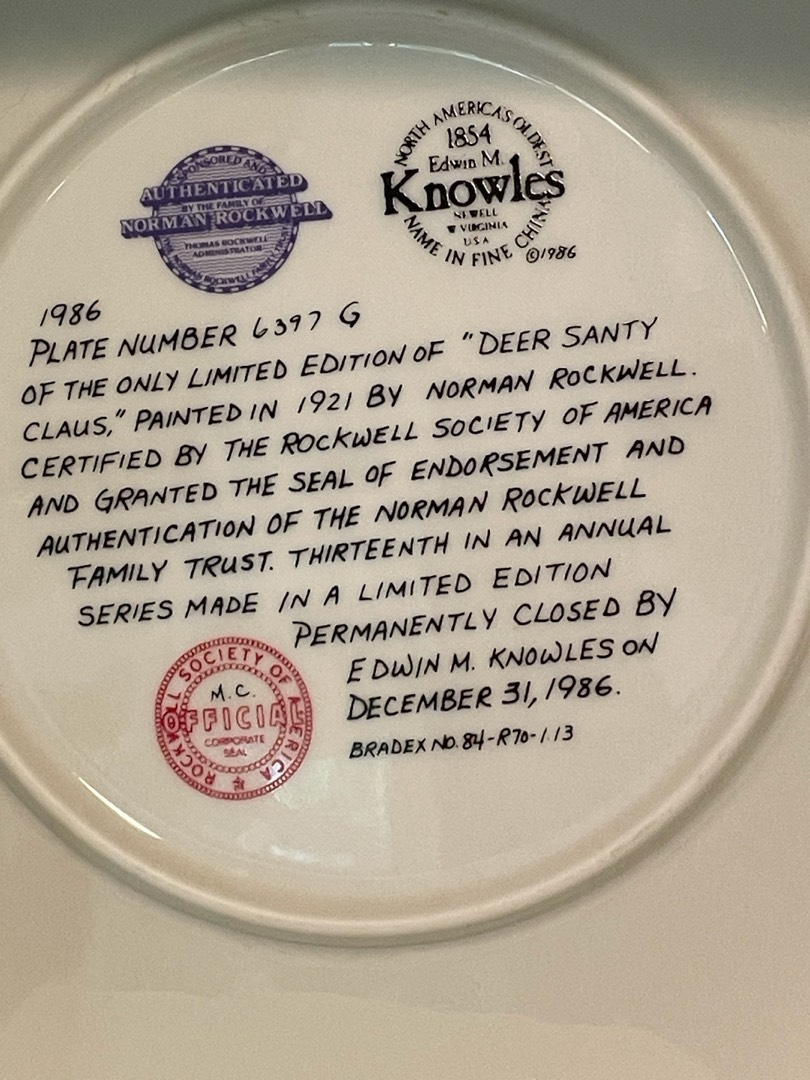 SPONSORED AND
AUTHENTICATED
BY THE FAMILY OF
NORMAN ROCKWELL
THOMAS ROCKWELL
ADMINISTRATOR
NORMAN ROCKWELL FAMILY TRUST
NORTH AMERICA'S OLDEST
1854
Edwin M.
Knowles
NEWELL
W VIRGINIA
U S A
NAME IN FINE CHINA
©1986
1986
PLATE NUMBER 6397 G
OF THE ONLY LIMITED EDITION OF "DEER SANTY
CLAUS," PAINTED IN 1921 BY NORMAN ROCKWELL.
CERTIFIED BY THE ROCKWELL SOCIETY OF AMERICA
AND GRANTED THE SEAL OF ENDORSEMENT AND
AUTHENTICATION OF THE NORMAN ROCKWELL
FAMILY TRUST. THIRTEENTH IN AN ANNUAL
SERIES MADE IN A LIMITED EDITION
PERMANENTLY CLOSED BY
EDWIN M. KNOWLES ON
DECEMBER 31, 1986.
BRADEX NO. 84-R70-1.13
ROCKWELL SOCIETY OF AMERICA
M.C.
OFFICIAL
CORPORATE
SEAL